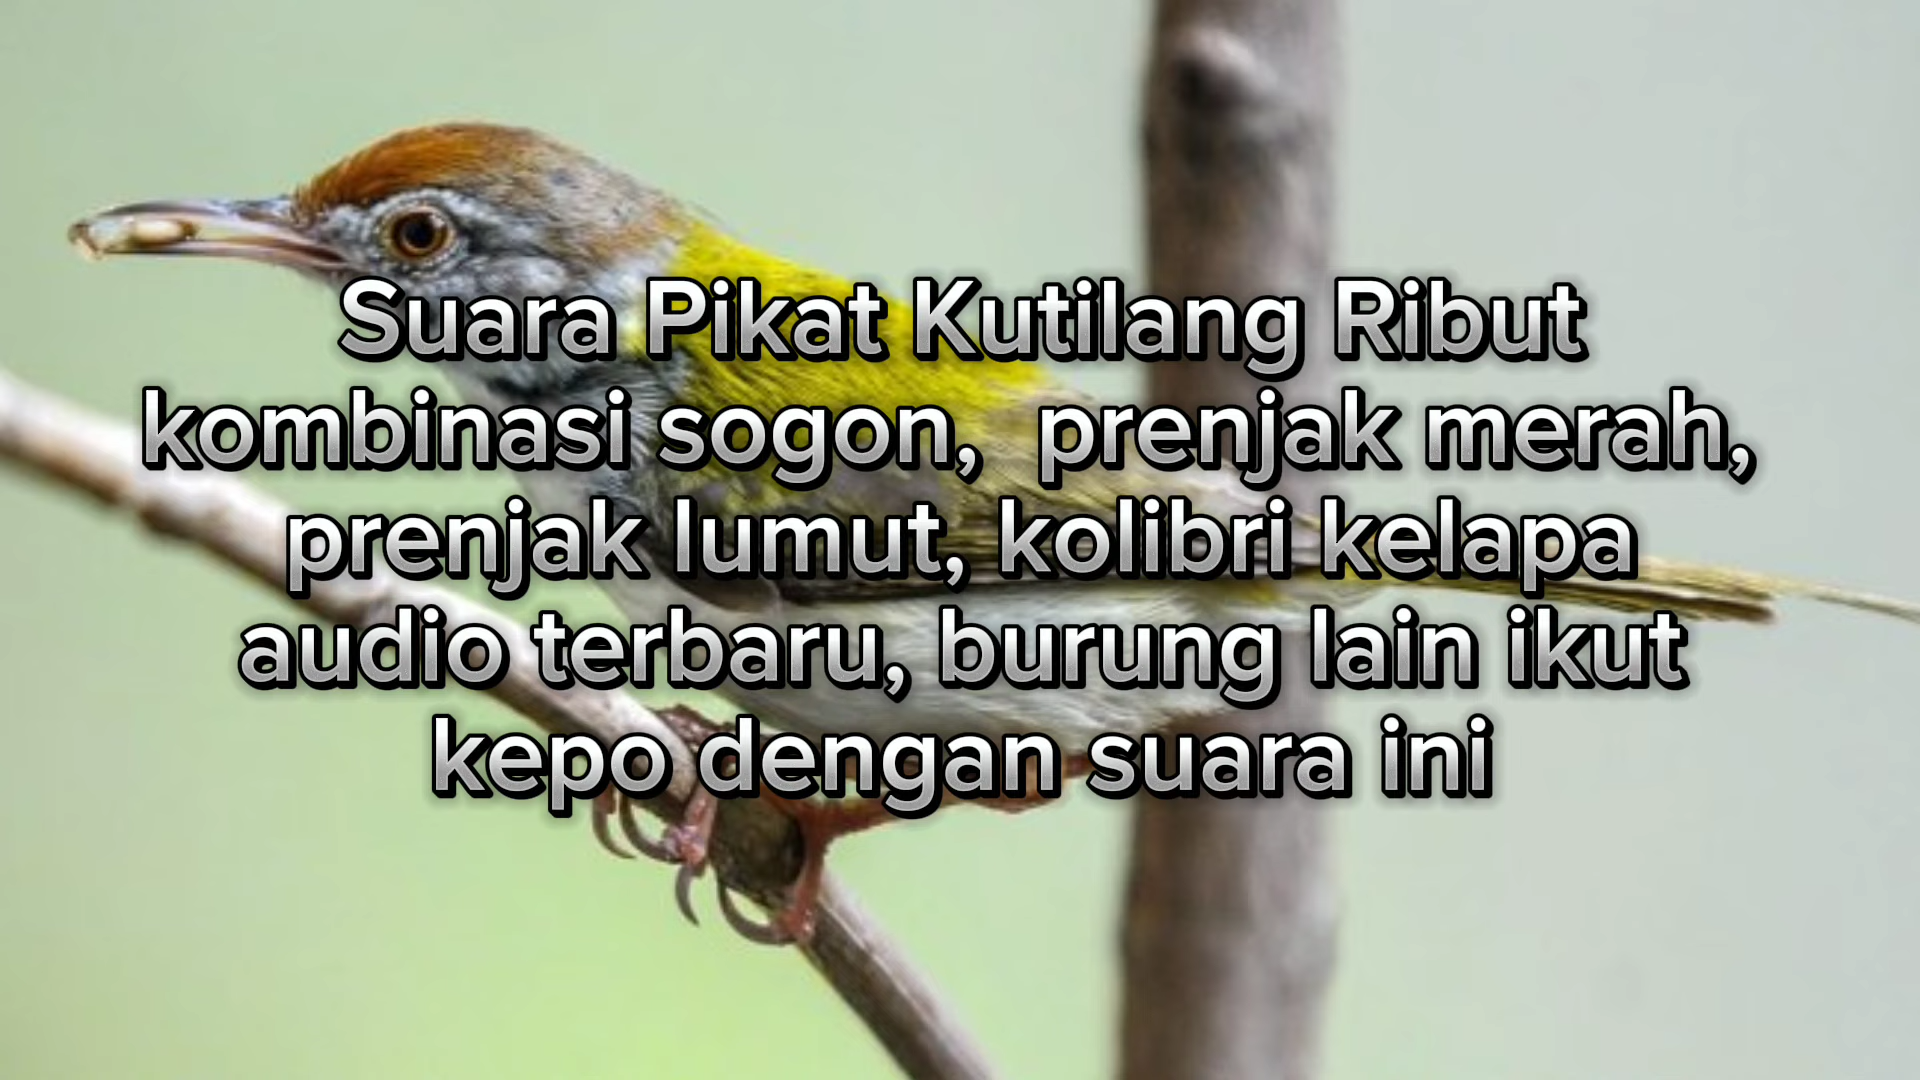 Suara Pikat Kutilang Ribut
kombinasi sogon, prenjak merah,
prenjak lumut, kolibri kelapa
audio terbaru, burung lain ikut
kepo dengan suara ini